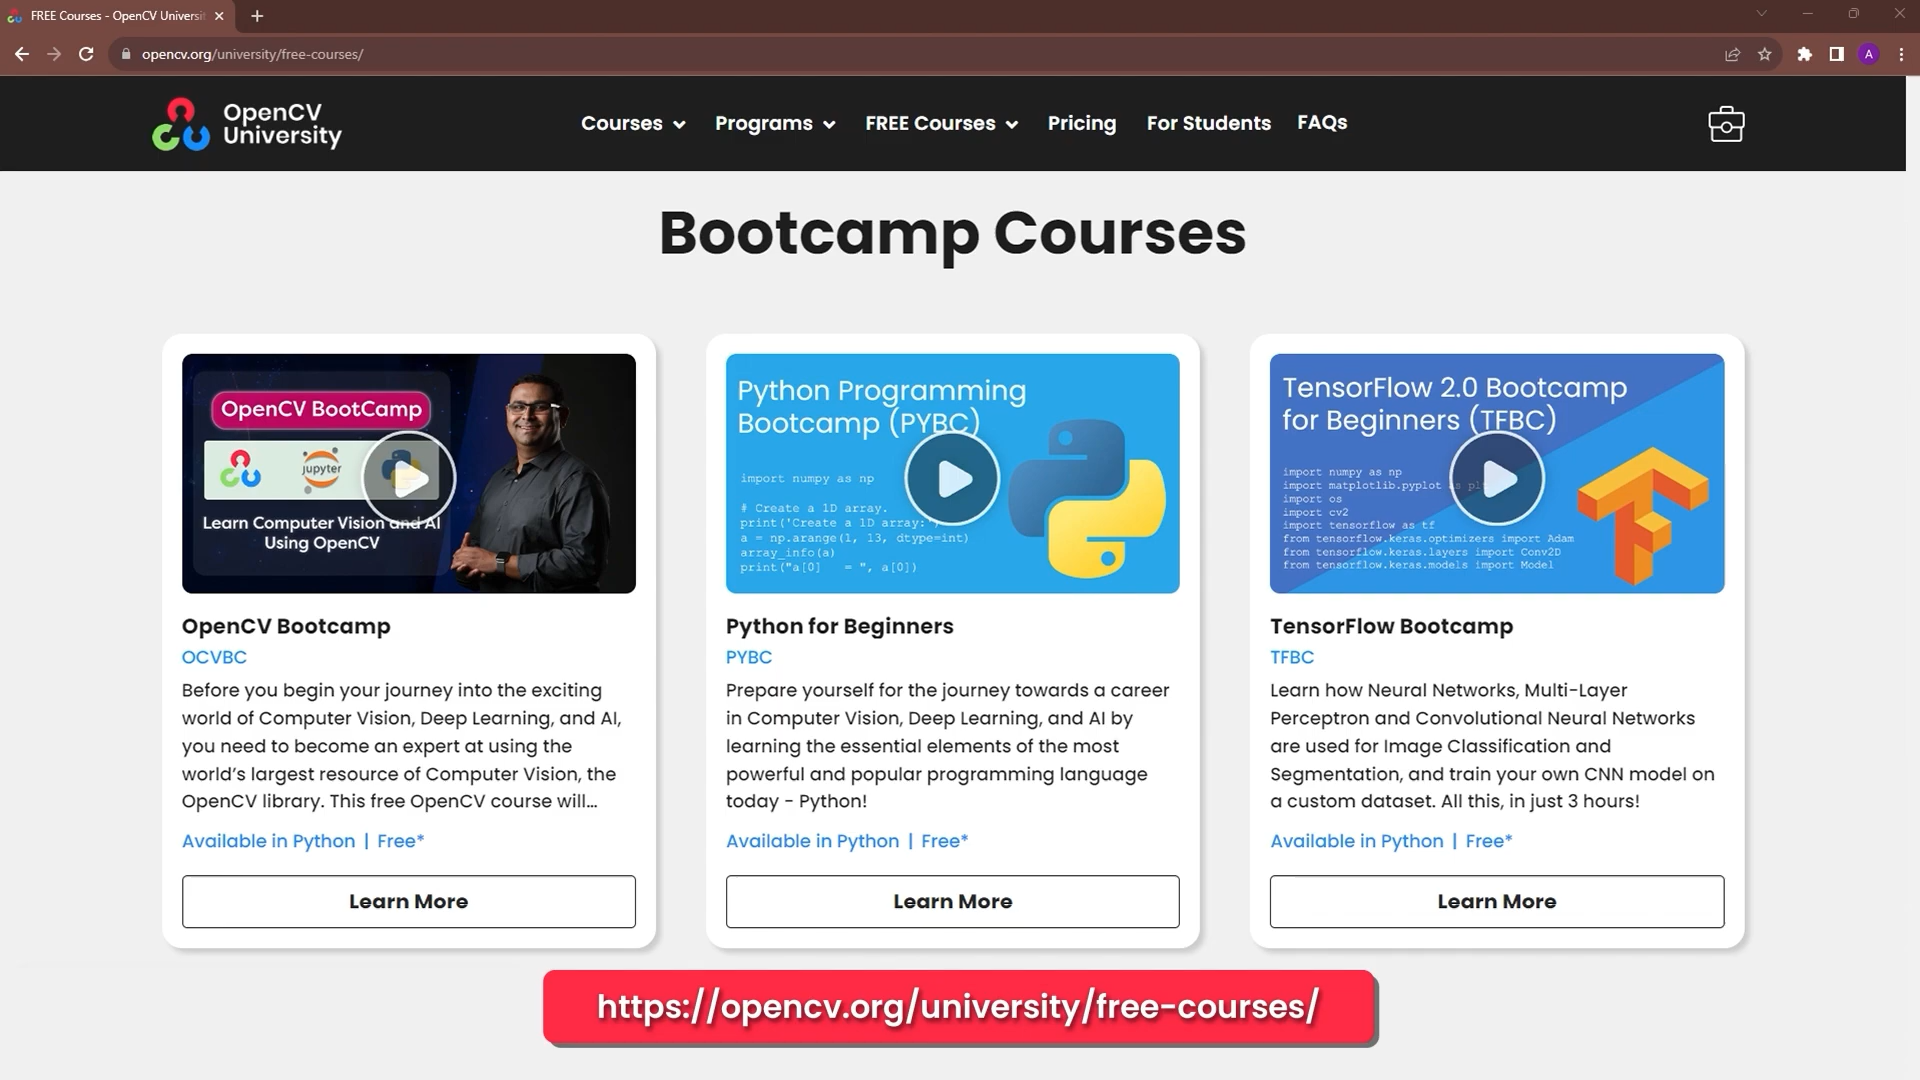 FREE Courses - OpenCV Universi
opencv.org/university/free-courses/
A
OpenCV
University
Courses
Programs
FREE Courses
Pricing
For Students
FAQs
Bootcamp Courses
OpenCV BootCamp
jupyter
Learn Computer Vision and AI
Using OpenCV
OpenCV Bootcamp
OCVBC
Before you begin your journey into the exciting
world of Computer Vision, Deep Learning, and AI,
you need to become an expert at using the
world’s largest resource of Computer Vision, the
OpenCV library. This free OpenCV course will...
Available in Python | Free*
Learn More
Python Programming
Bootcamp (PYBC)
import numpy as np
# Create a 1D array.
print('Create a 1D array:'
a = np.arange(1, 13, dtype=int)
array_info(a)
print("a[0] = ", a[0])
Python for Beginners
PYBC
Prepare yourself for the journey towards a career
in Computer Vision, Deep Learning, and AI by
learning the essential elements of the most
powerful and popular programming language
today - Python!
Available in Python | Free*
Learn More
TensorFlow 2.0 Bootcamp
for Beginners (TFBC)
import numpy as np
import matplotlib.pyplot as plt
import os
import cv2
import tensorflow as tf
from tensorflow.keras.optimizers import Adam
from tensorflow.keras.layers import Conv2D
from tensorflow.keras.models import Model
TensorFlow Bootcamp
TFBC
Learn how Neural Networks, Multi-Layer
Perceptron and Convolutional Neural Networks
are used for Image Classification and
Segmentation, and train your own CNN model on
a custom dataset. All this, in just 3 hours!
Available in Python | Free*
Learn More
https://opencv.org/university/free-courses/